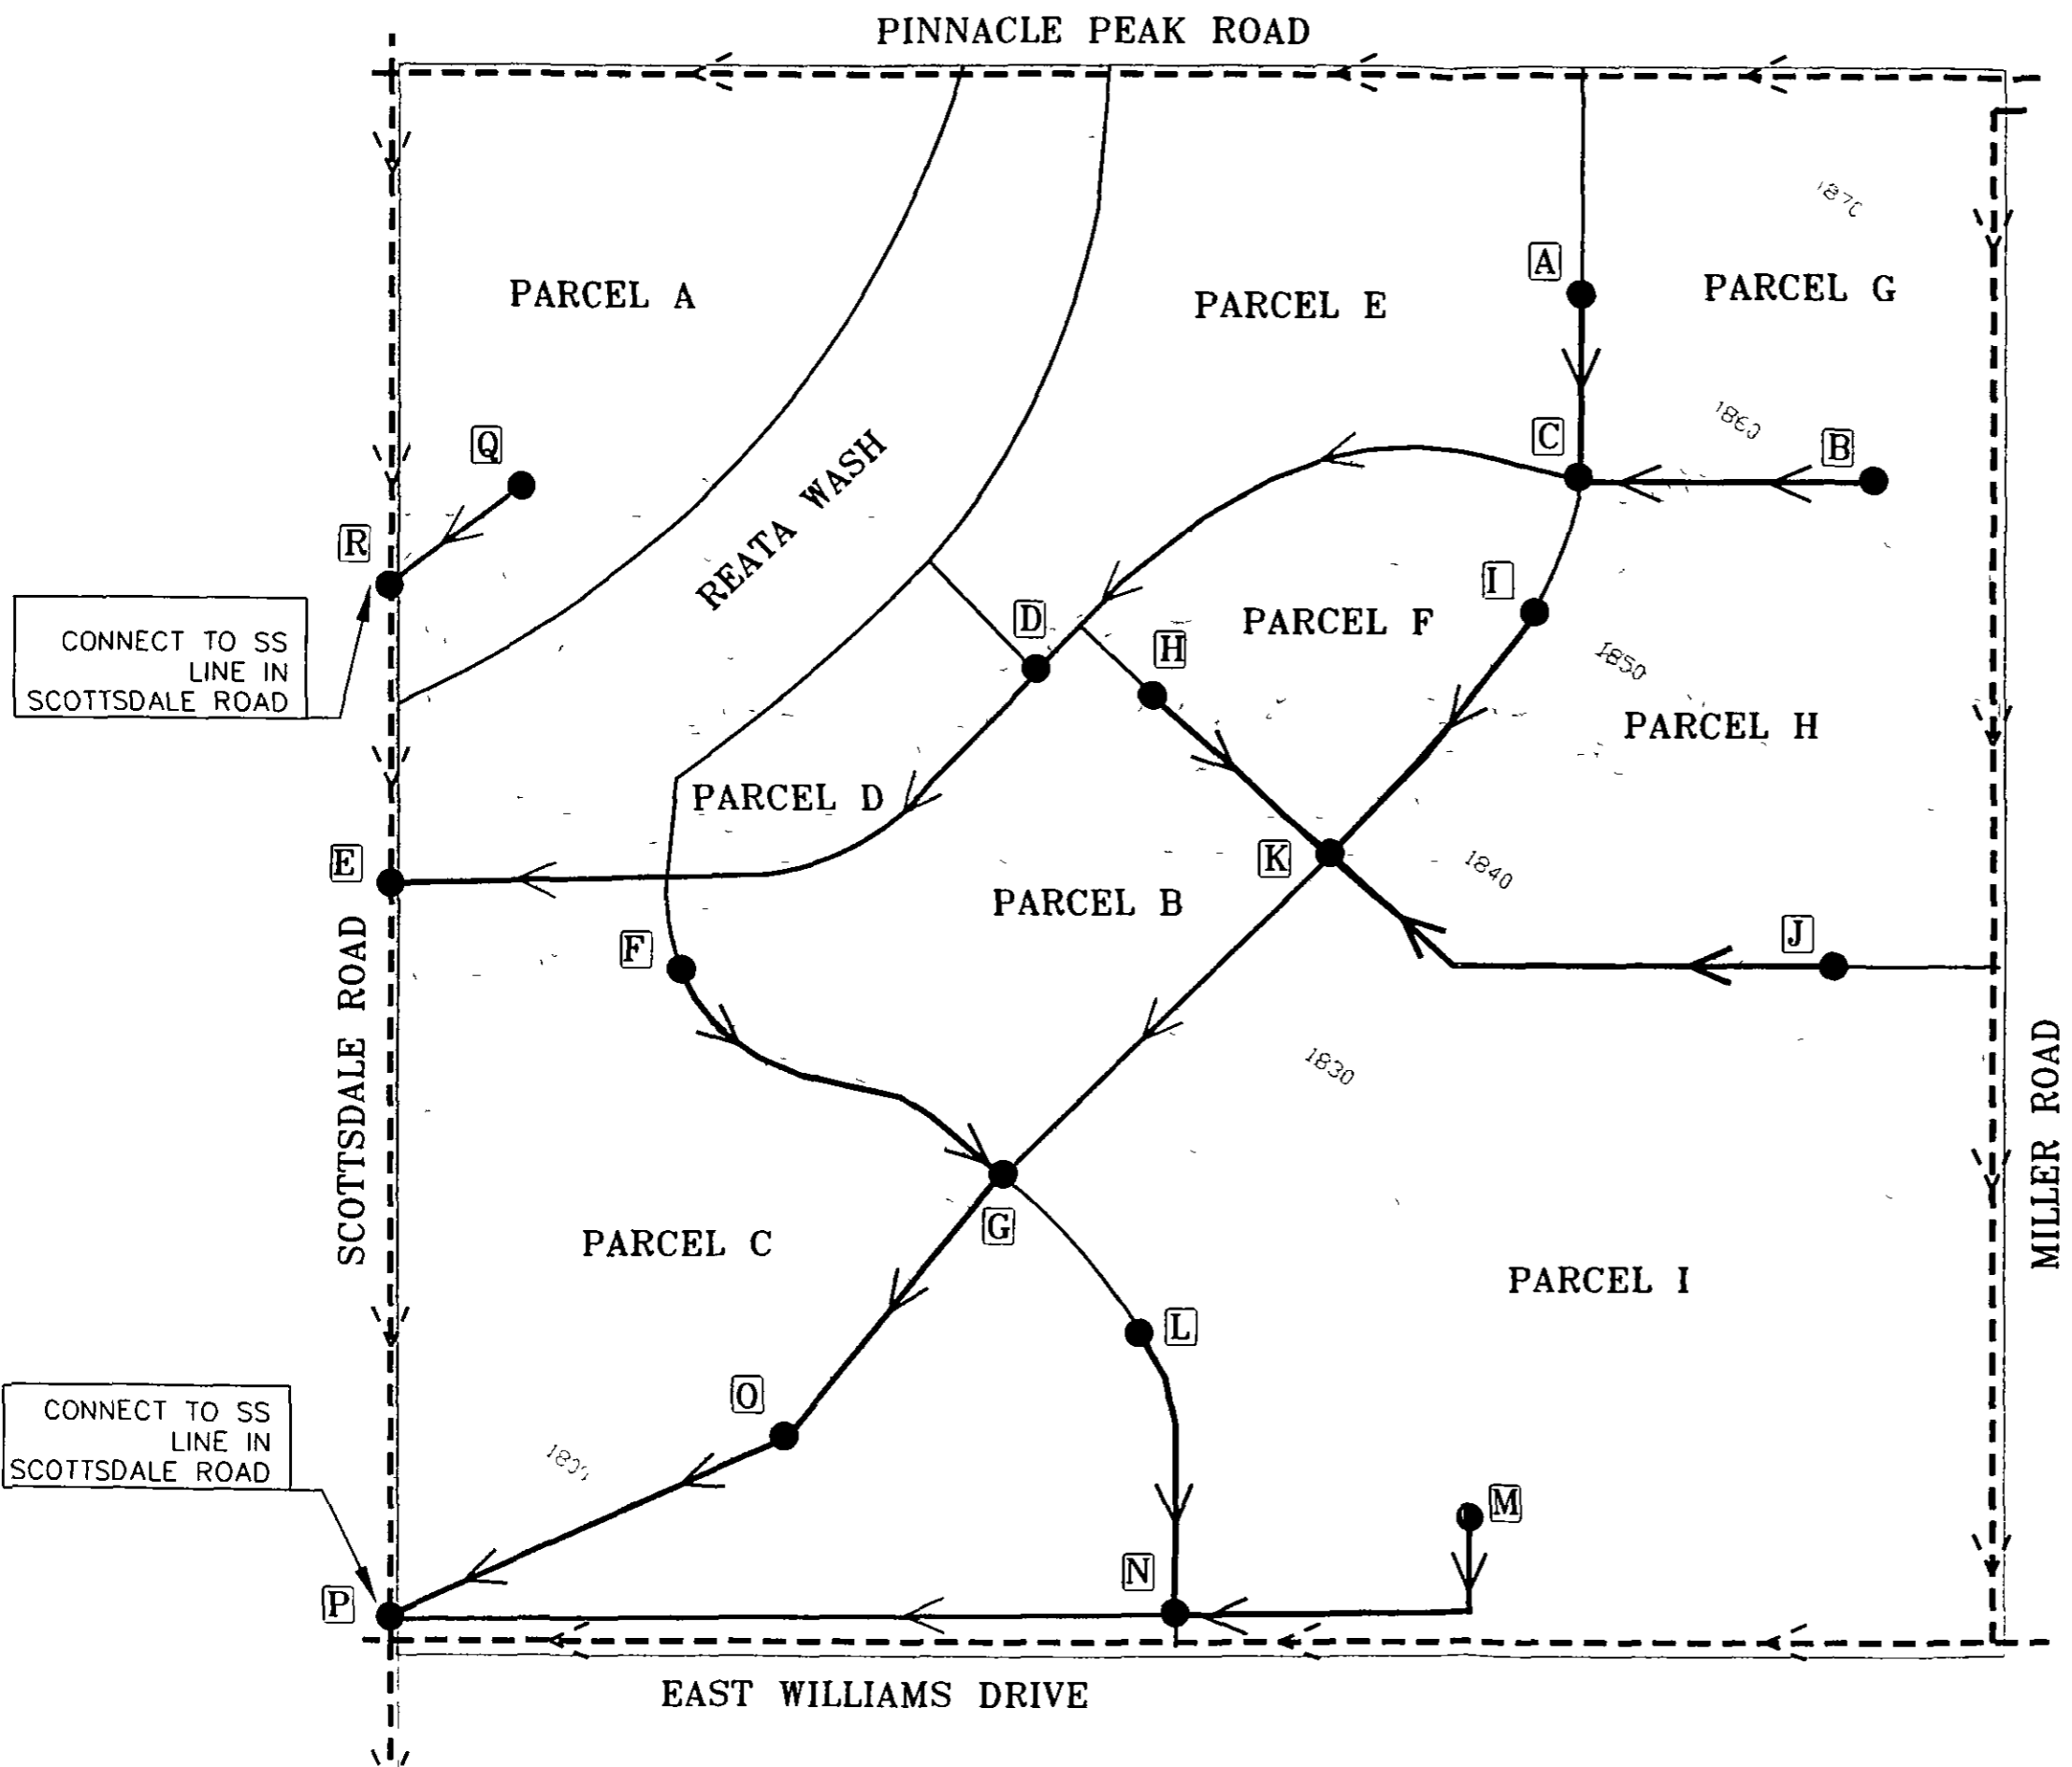 PINNACLE PEAK ROAD
1870
A
PARCEL G
PARCEL A
PARCEL E
1860
C
B
Q
REATA WASH
R
I
CONNECT TO SS
LINE IN
SCOTTSDALE ROAD
D
PARCEL F
H
1850
PARCEL H
PARCEL D
E
K
1840
PARCEL B
J
F
SCOTTSDALE ROAD
1830
MILLER ROAD
G
PARCEL C
PARCEL I
L
O
CONNECT TO SS
LINE IN
SCOTTSDALE ROAD
M
N
P
EAST WILLIAMS DRIVE